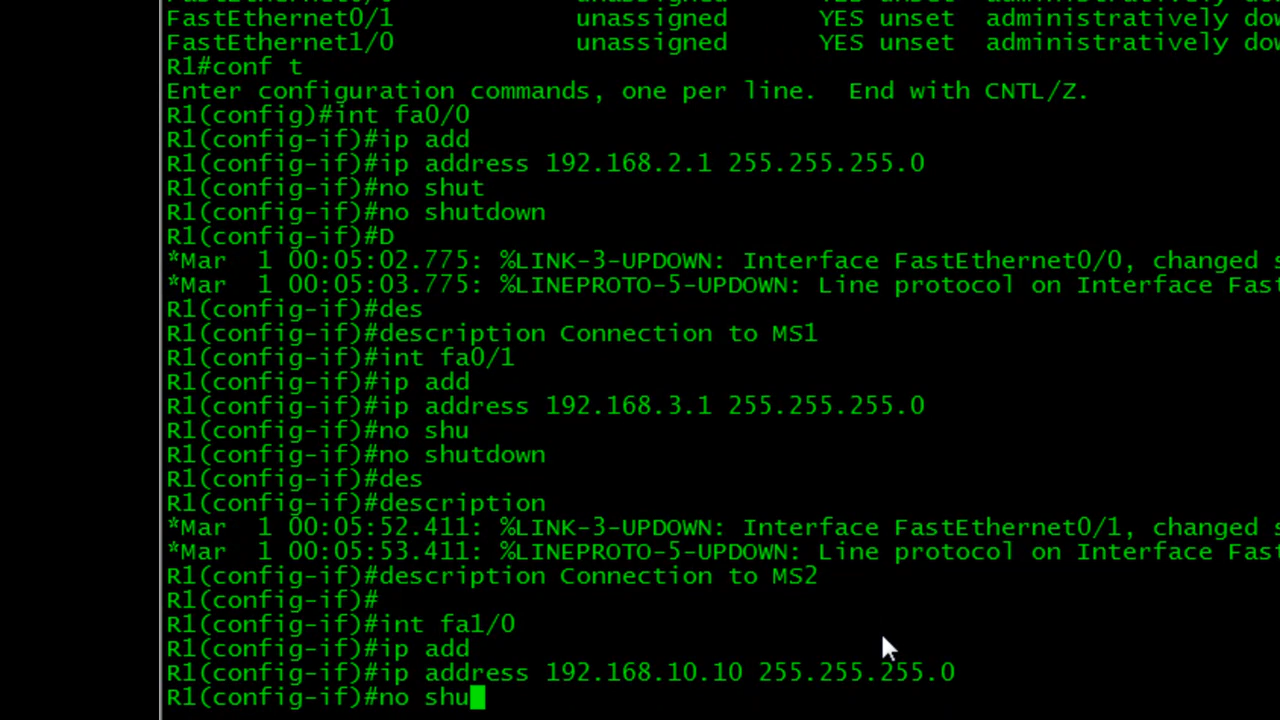 FastEthernet0/1            unassigned      YES unset  administratively
FastEthernet1/0            unassigned      YES unset  administratively
R1#conf t
Enter configuration commands, one per line.  End with CNTL/Z.
R1(config)#int fa0/0
R1(config-if)#ip add
R1(config-if)#ip address 192.168.2.1 255.255.255.0
R1(config-if)#no shut
R1(config-if)#no shutdown
R1(config-if)#D
*Mar  1 00:05:02.775: %LINK-3-UPDOWN: Interface FastEthernet0/0, changed
*Mar  1 00:05:03.775: %LINEPROTO-5-UPDOWN: Line protocol on Interface Fas
R1(config-if)#des
R1(config-if)#description Connection to MS1
R1(config-if)#int fa0/1
R1(config-if)#ip add
R1(config-if)#ip address 192.168.3.1 255.255.255.0
R1(config-if)#no shu
R1(config-if)#no shutdown
R1(config-if)#des
R1(config-if)#description
*Mar  1 00:05:52.411: %LINK-3-UPDOWN: Interface FastEthernet0/1, changed
*Mar  1 00:05:53.411: %LINEPROTO-5-UPDOWN: Line protocol on Interface Fas
R1(config-if)#description Connection to MS2
R1(config-if)#
R1(config-if)#int fa1/0
R1(config-if)#ip add
R1(config-if)#ip address 192.168.10.10 255.255.255.0
R1(config-if)#no shu